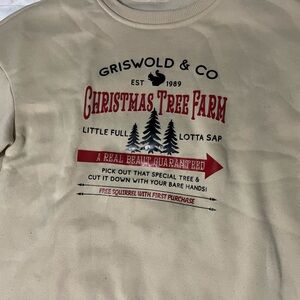 GRISWOLD & CO
EST 1989
CHRISTMAS TREE FARM
LITTLE FULL LOTTA SAP
A REAL BEAUT GUARANTEED
PICK OUT THAT SPECIAL TREE &
CUT IT DOWN WITH YOUR BARE HANDS!
FREE SQUIRREL WITH FIRST PURCHASE